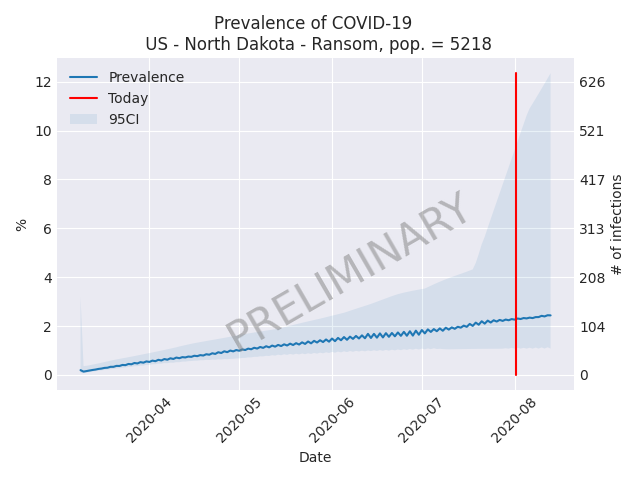 Prevalence of COVID-19
US - North Dakota - Ransom, pop. = 5218
Prevalence
Today
95CI
12
10
8
6
4
2
0
%
626
521
417
313
208
104
0
# of infections
PRELIMINARY
2020-04
2020-05
2020-06
2020-07
2020-08
Date